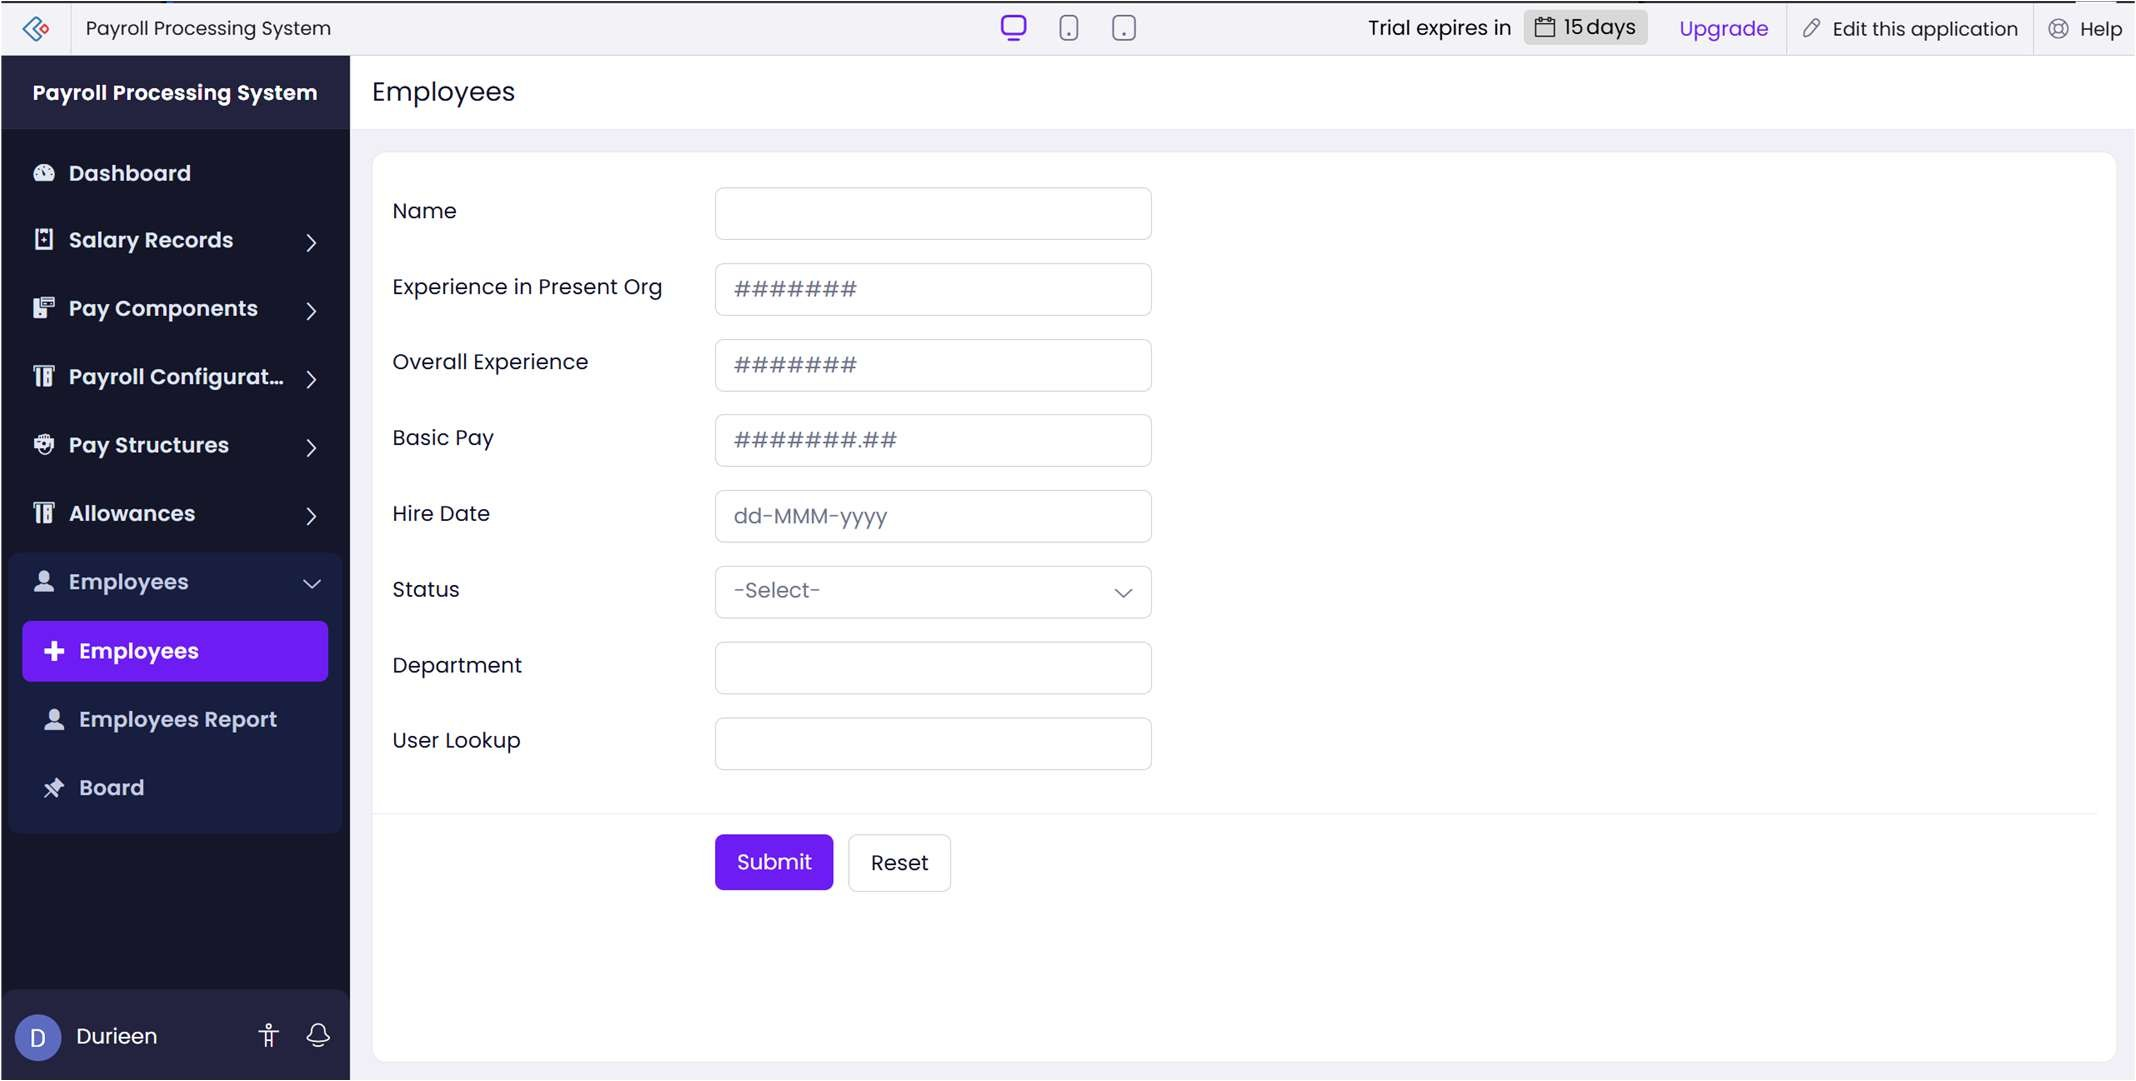 Payroll Processing System
Trial expires in 15 days Upgrade Edit this application Help
Payroll Processing System
Employees
Dashboard
Salary Records
Pay Components
Payroll Configurat...
Pay Structures
Allowances
Employees
Employees
Employees Report
Board
D Durieen
Name
Experience in Present Org #######
Overall Experience #######
Basic Pay #######.##
Hire Date dd-MMM-yyyy
Status -Select-
Department
User Lookup
Submit Reset